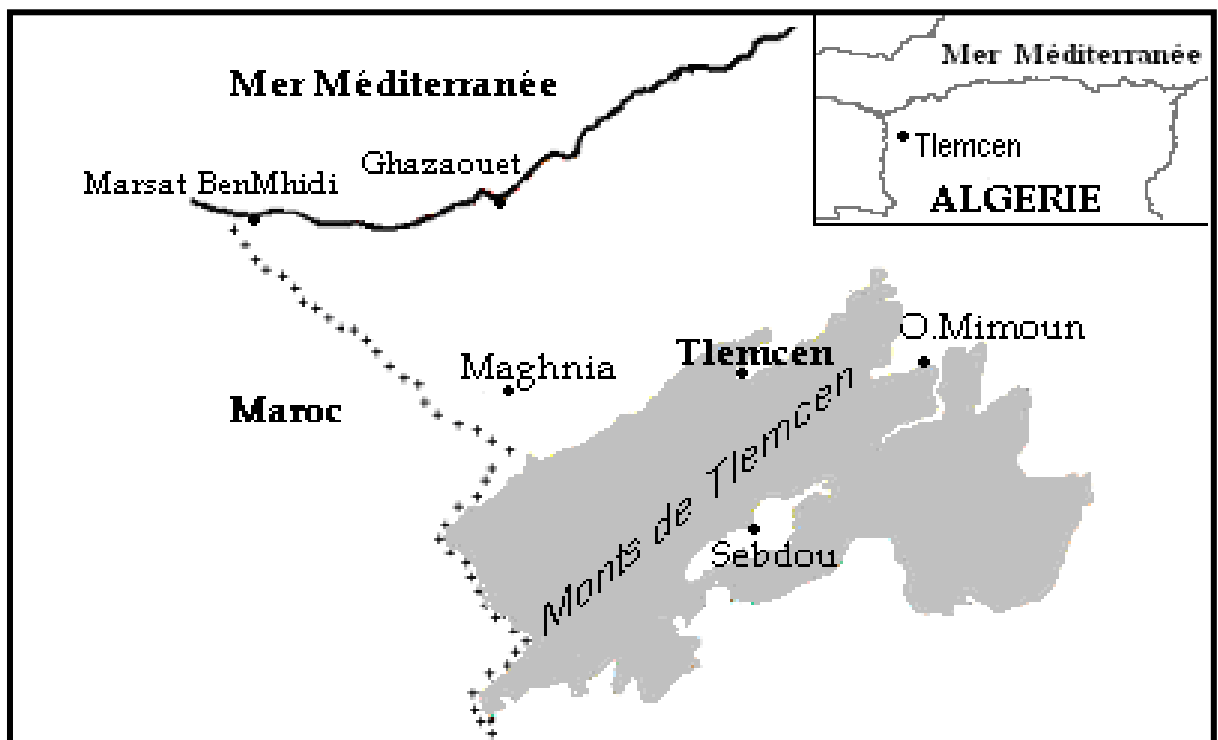 Mer Méditerranée
Mer Méditerranée
Tlemcen
ALGERIE
Ghazaouet
Marsat BenMhidi
O.Mimoun
Tlemcen
Maghnia
Maroc
Monts de Tlemcen
Sebdou